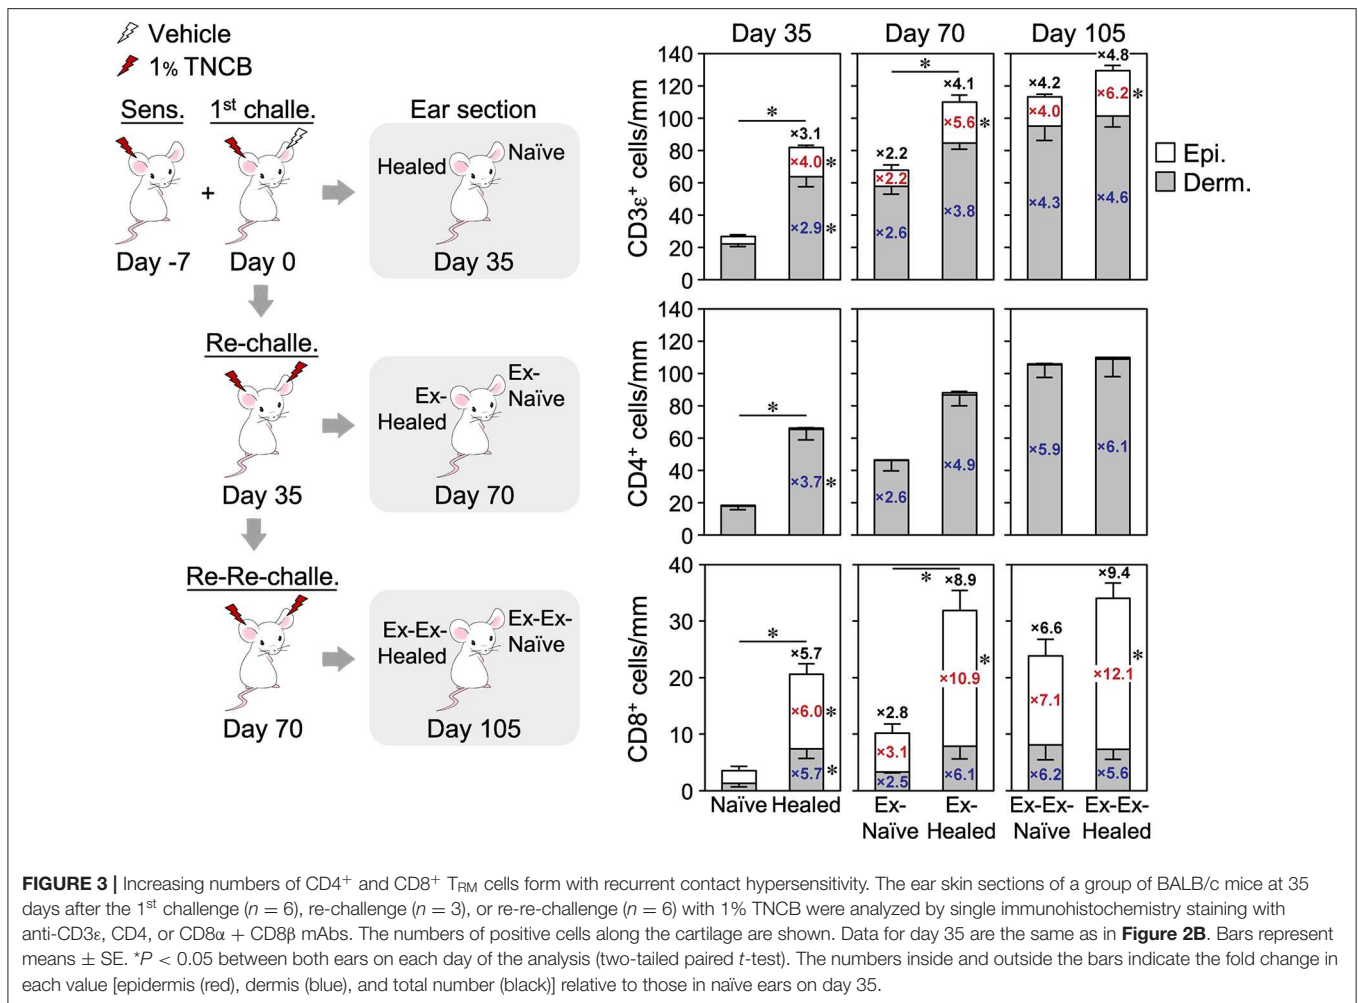 Vehicle
1% TNCB
Sens.
1st challe.
Ear section
Healed
Naïve
+
Day -7
Day 0
Day 35
Re-challe.
Ex-
Healed
Ex-
Naïve
Day 35
Day 70
Re-Re-challe.
Ex-Ex-
Healed
Ex-Ex-
Naïve
Day 70
Day 105
Day 35
Day 70
Day 105
CD3ε+ cells/mm
140
120
100
80
60
40
20
0
*
×3.1
×4.0 *
×2.9 *
*
×2.2
×2.2
×2.6
×4.1
×5.6 *
×3.8
×4.2
×4.0
×4.3
×4.8
×6.2 *
×4.6
Epi.
Derm.
CD4+ cells/mm
140
120
100
80
60
40
20
0
*
×3.7 *
×2.6
×4.9
×5.9
×6.1
CD8+ cells/mm
40
30
20
10
0
*
×5.7
×6.0 *
×5.7 *
*
×2.8
×3.1
×2.5
×8.9
×10.9 *
×6.1
×6.6
×7.1
×6.2
×9.4
×12.1 *
×5.6
Naïve Healed
Ex-
Naïve
Ex-
Healed
Ex-Ex-
Naïve
Ex-Ex-
Healed
FIGURE 3 | Increasing numbers of CD4+ and CD8+ TRM cells form with recurrent contact hypersensitivity. The ear skin sections of a group of BALB/c mice at 35
days after the 1st challenge (n = 6), re-challenge (n = 3), or re-re-challenge (n = 6) with 1% TNCB were analyzed by single immunohistochemistry staining with
anti-CD3ε, CD4, or CD8α + CD8β mAbs. The numbers of positive cells along the cartilage are shown. Data for day 35 are the same as in Figure 2B. Bars represent
means ± SE. *P < 0.05 between both ears on each day of the analysis (two-tailed paired t-test). The numbers inside and outside the bars indicate the fold change in
each value [epidermis (red), dermis (blue), and total number (black)] relative to those in naïve ears on day 35.